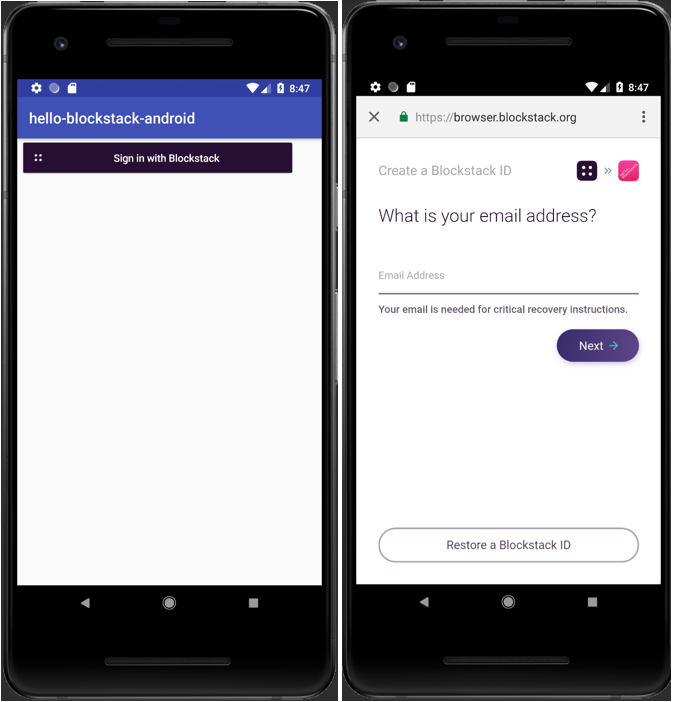 8:47
hello-blockstack-android
Sign in with Blockstack
8:47
https://browser.blockstack.org
Create a Blockstack ID
What is your email address?
Email Address
Your email is needed for critical recovery instructions.
Next
Restore a Blockstack ID